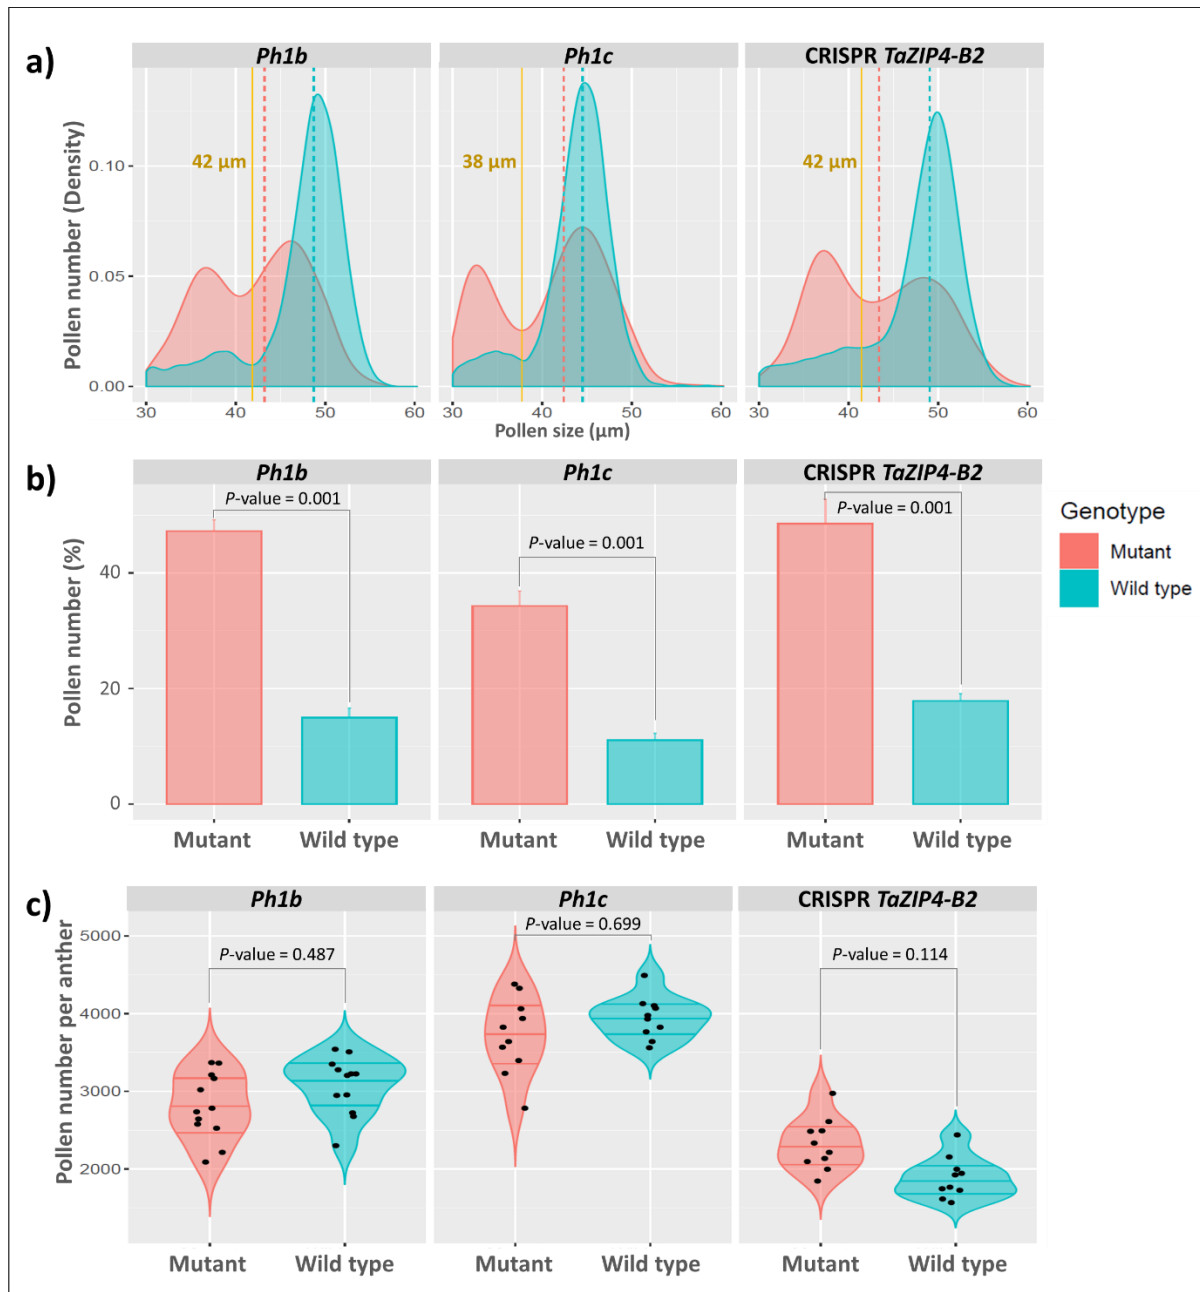 a)
Ph1b
Ph1c
CRISPR TaZIP4-B2
Pollen number (Density)
0.10
0.05
0.00
42 µm
38 µm
42 µm
30
40
50
60
30
40
50
60
30
40
50
60
Pollen size (µm)
b)
Ph1b
Ph1c
CRISPR TaZIP4-B2
Pollen number (%)
40
20
0
P-value = 0.001
P-value = 0.001
P-value = 0.001
Mutant
Wild type
Mutant
Wild type
Mutant
Wild type
Genotype
Mutant
Wild type
c)
Ph1b
Ph1c
CRISPR TaZIP4-B2
Pollen number per anther
5000
4000
3000
2000
P-value = 0.487
P-value = 0.699
P-value = 0.114
Mutant
Wild type
Mutant
Wild type
Mutant
Wild type